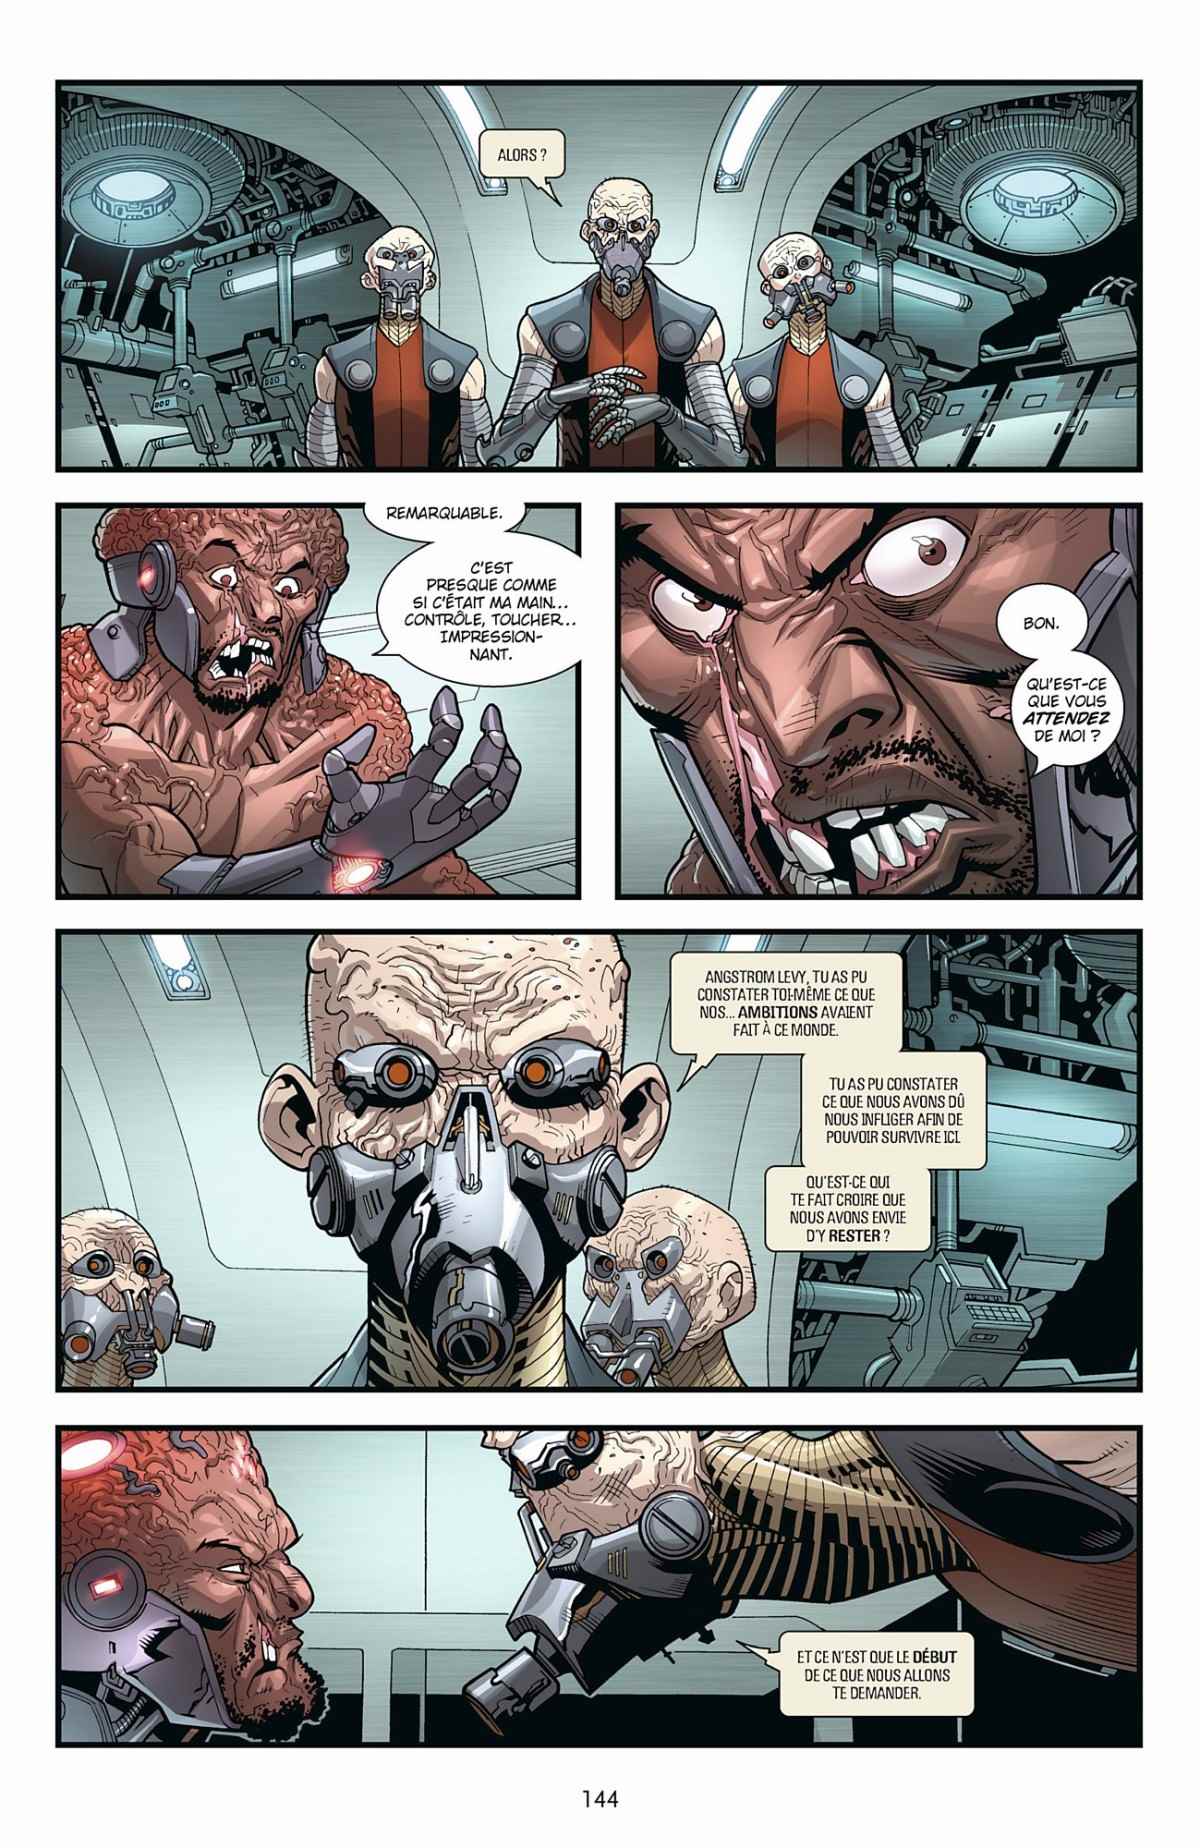 ALORS ?
REMARQUABLE.
C'EST
PRESQUE COMME
SI C'ÉTAIT MA MAIN...
CONTRÔLE, TOUCHER...
IMPRESSION-
NANT.
BON.
QU'EST-CE
QUE VOUS
ATTENDEZ
DE MOI ?
ANGSTROM LEVY, TU AS PU
CONSTATER TOI-MÊME CE QUE
NOS... AMBITIONS AVAIENT
FAIT À CE MONDE.
TU AS PU CONSTATER
CE QUE NOUS AVONS DÛ
NOUS INFLIGER AFIN DE
POUVOIR SURVIVRE ICI.
QU'EST-CE QUI
TE FAIT CROIRE QUE
NOUS AVONS ENVIE
D'Y RESTER ?
ET CE N'EST QUE LE DÉBUT
DE CE QUE NOUS ALLONS
TE DEMANDER.
144